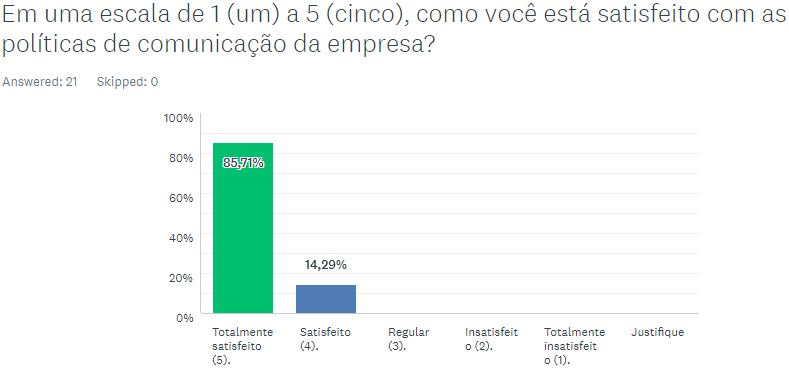 Em uma escala de 1 (um) a 5 (cinco), como você está satisfeito com as
políticas de comunicação da empresa?
Answered: 21 Skipped: 0
100%
80%
60%
40%
20%
0%
85,71%
14,29%
Totalmente
satisfeito
(5).
Satisfeito
(4).
Regular
(3).
Insatisfeit
o (2).
Totalmente
insatisfeit
o (1).
Justifique